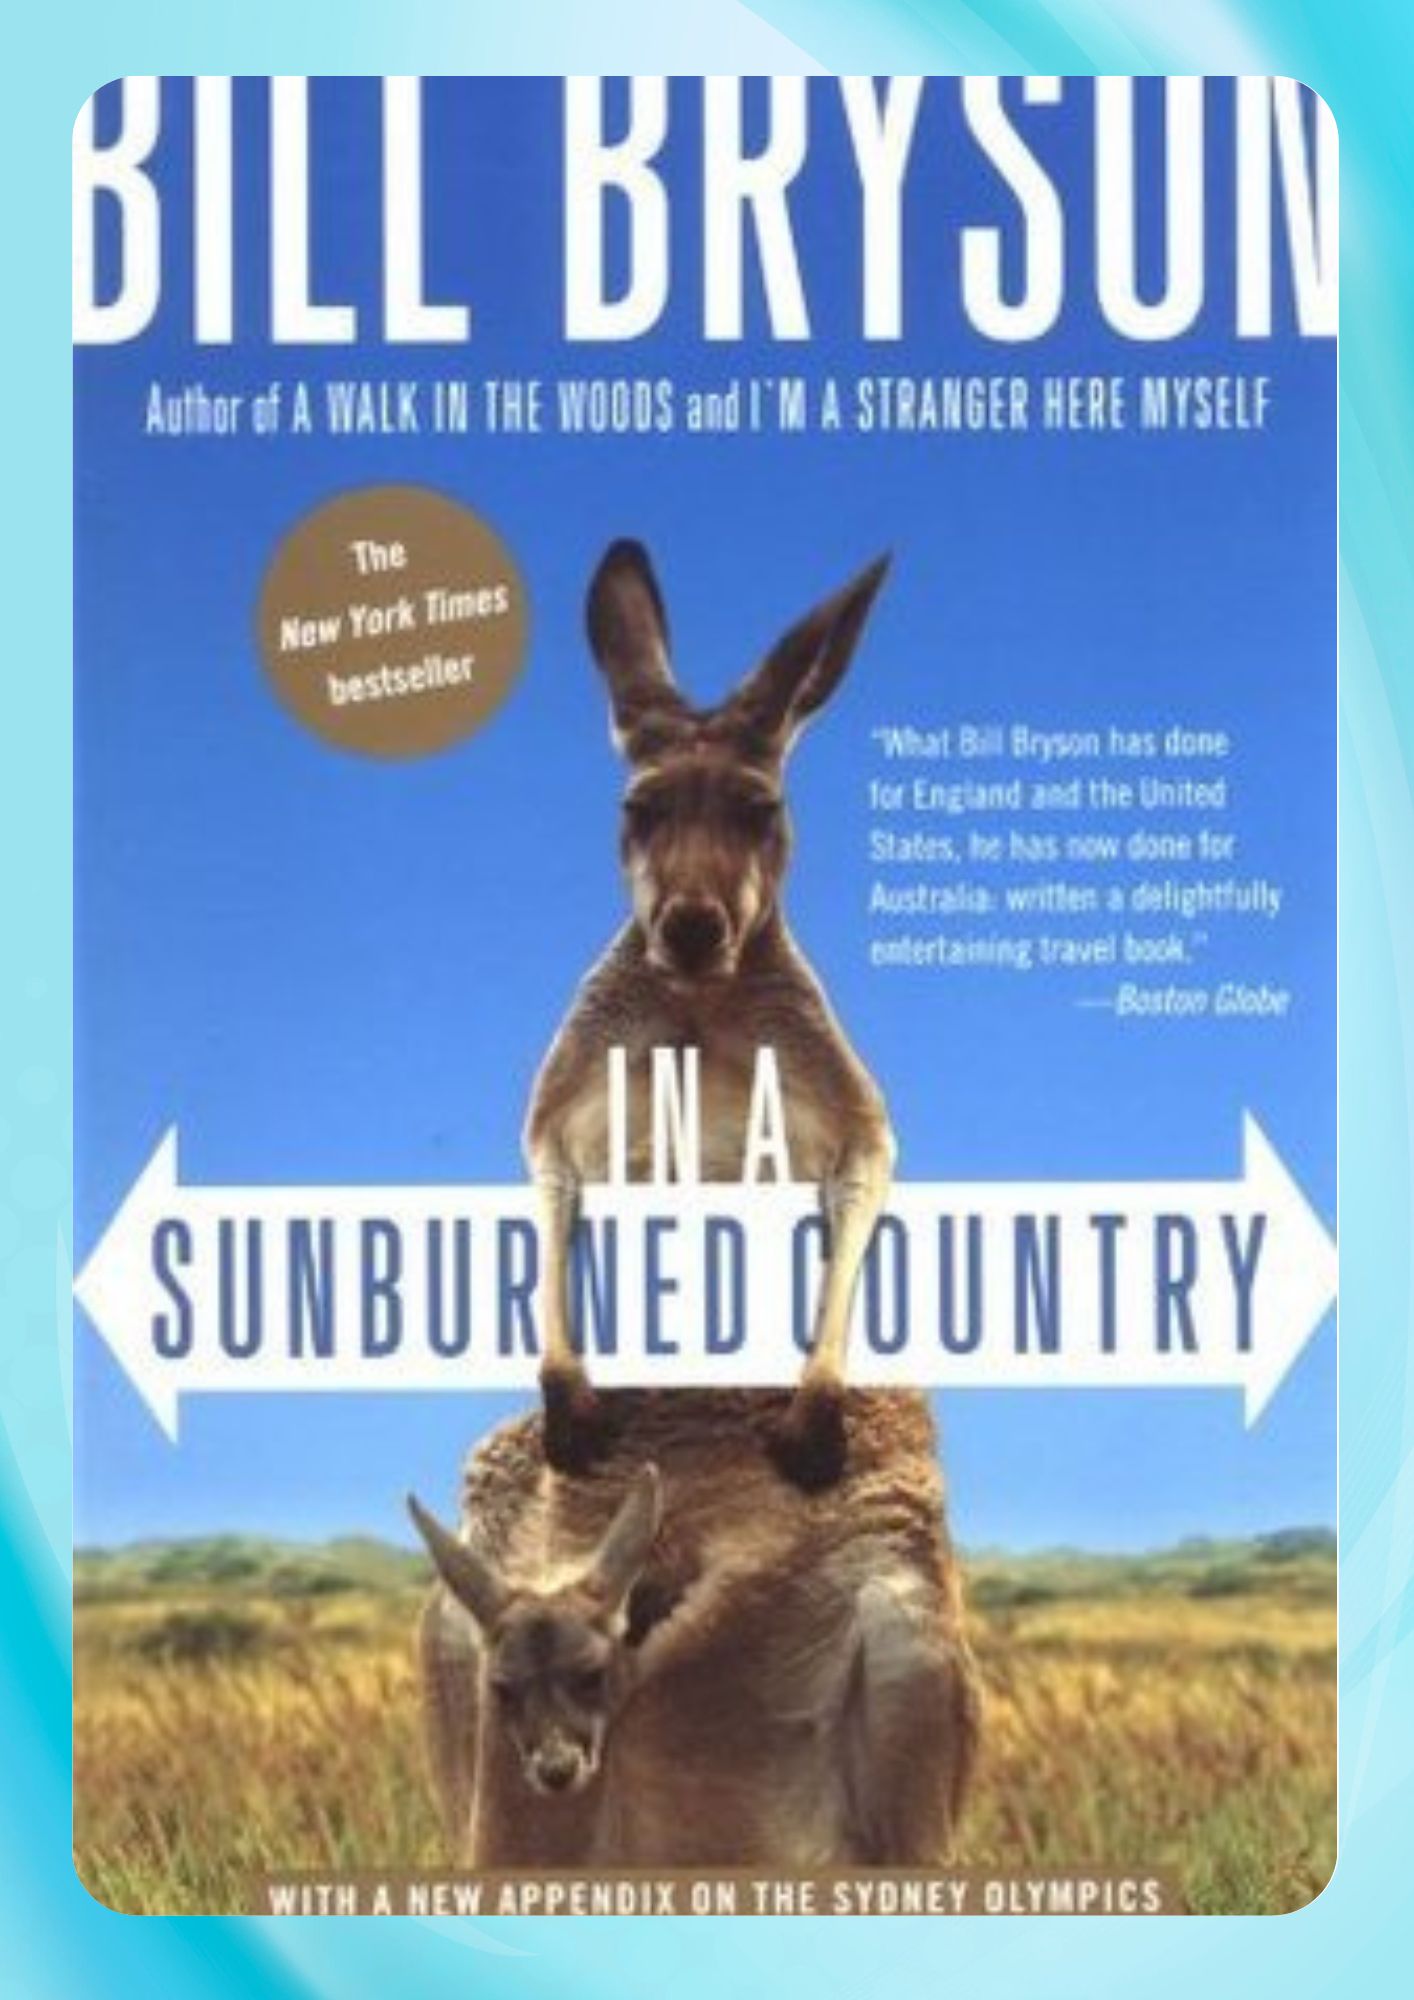 BILL BRYSON
Author of A WALK IN THE WOODS and I'M A STRANGER HERE MYSELF
The
New York Times
bestseller
"What Bill Bryson has done
for England and the United
States, he has now done for
Australia: written a delightfully
entertaining travel book."
—Boston Globe
IN A
SUNBURNED COUNTRY
WITH A NEW APPENDIX ON THE SYDNEY OLYMPICS